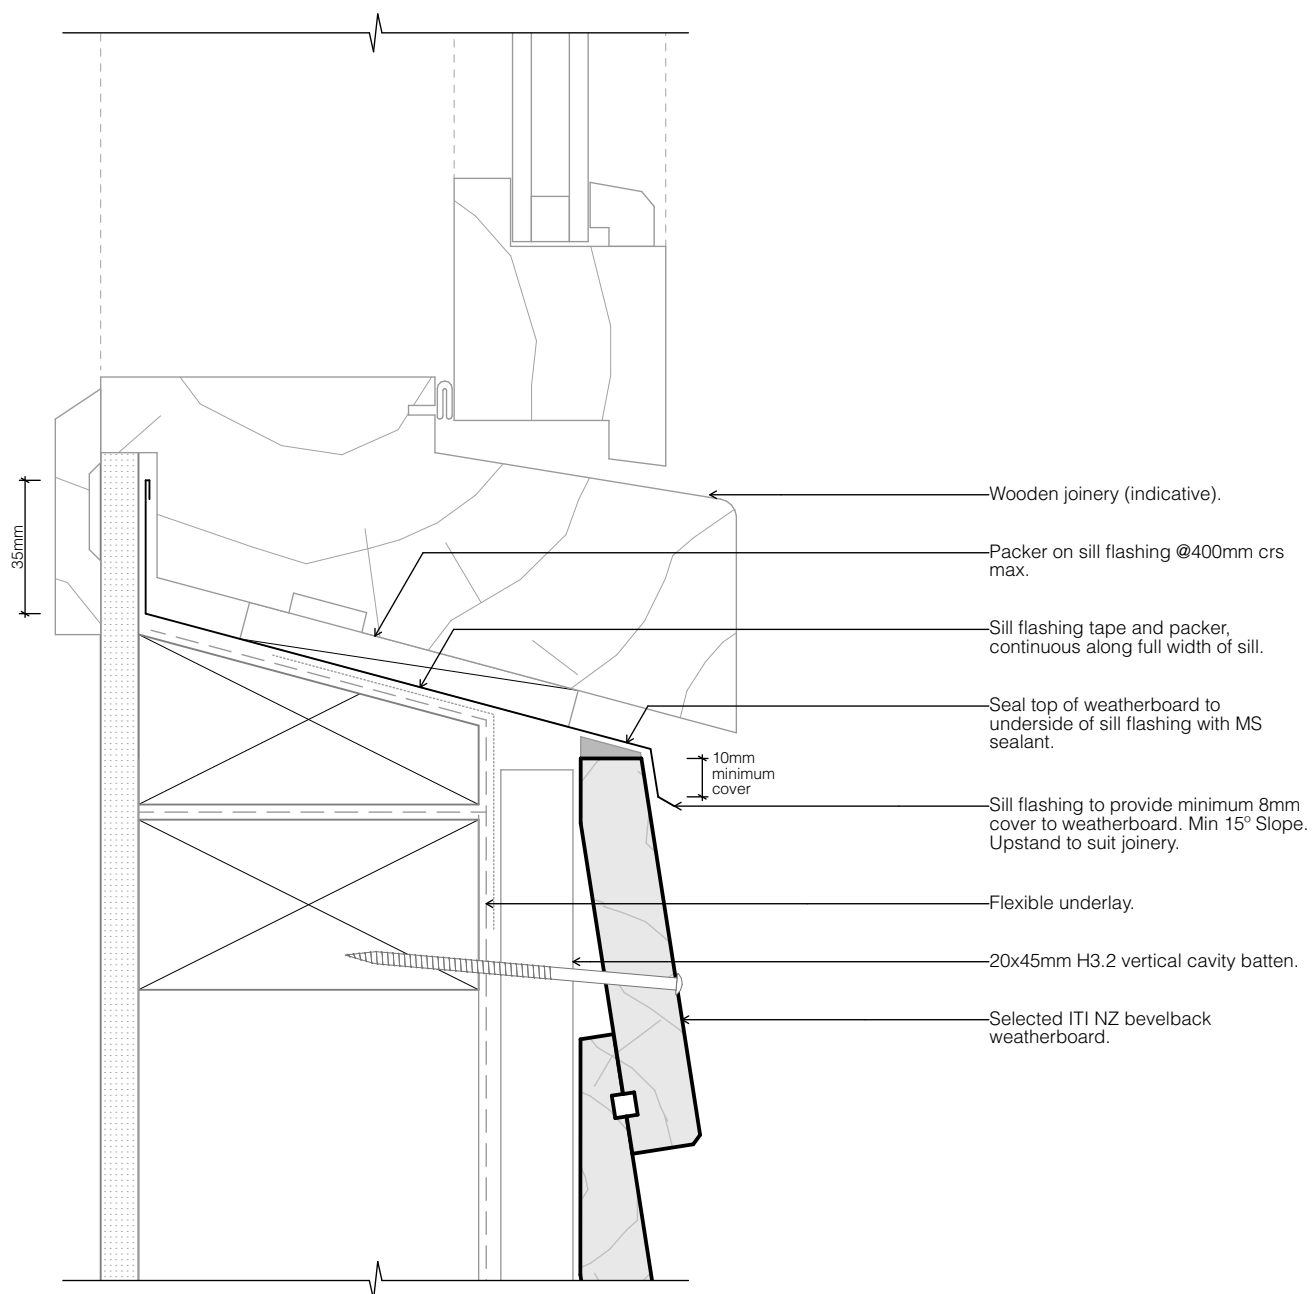 Wooden joinery (indicative).
35mm
Packer on sill flashing @400mm crs
max.
Sill flashing tape and packer,
continuous along full width of sill.
Seal top of weatherboard to
underside of sill flashing with MS
sealant.
10mm
minimum
cover
Sill flashing to provide minimum 8mm
cover to weatherboard. Min 15° Slope.
Upstand to suit joinery.
Flexible underlay.
20x45mm H3.2 vertical cavity batten.
Selected ITI NZ bevelback
weatherboard.